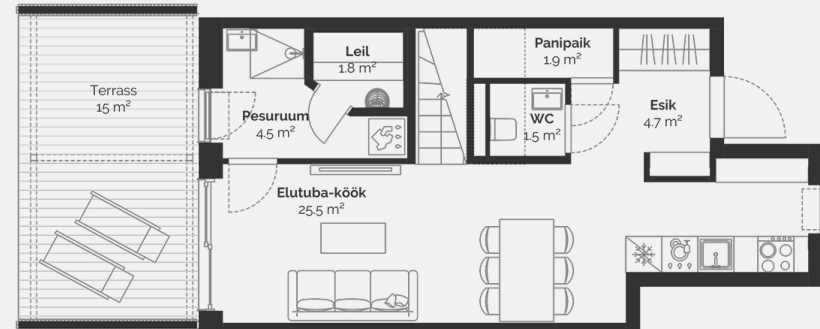 Terrass
15 m²
Leil
1.8 m²
Pesuruum
4.5 m²
Panipaik
1.9 m²
WC
1.5 m²
Esik
4.7 m²
Elutuba-köök
25.5 m²